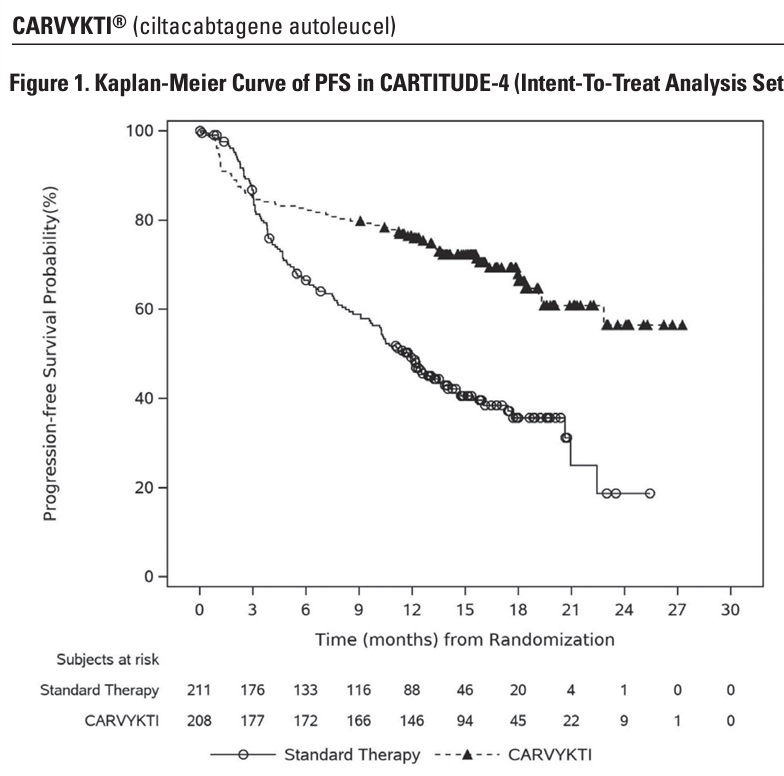 CARVYKTI® (ciltacabtagene autoleucel)
Figure 1. Kaplan-Meier Curve of PFS in CARTITUDE-4 (Intent-To-Treat Analysis Set
Progression-free Survival Probability(%)
100
80
60
40
20
0
0 3 6 9 12 15 18 21 24 27 30
Time (months) from Randomization
Subjects at risk
Standard Therapy 211 176 133 116 88 46 20 4 1 0 0
CARVYKTI 208 177 172 166 146 94 45 22 9 1 0
Standard Therapy CARVYKTI